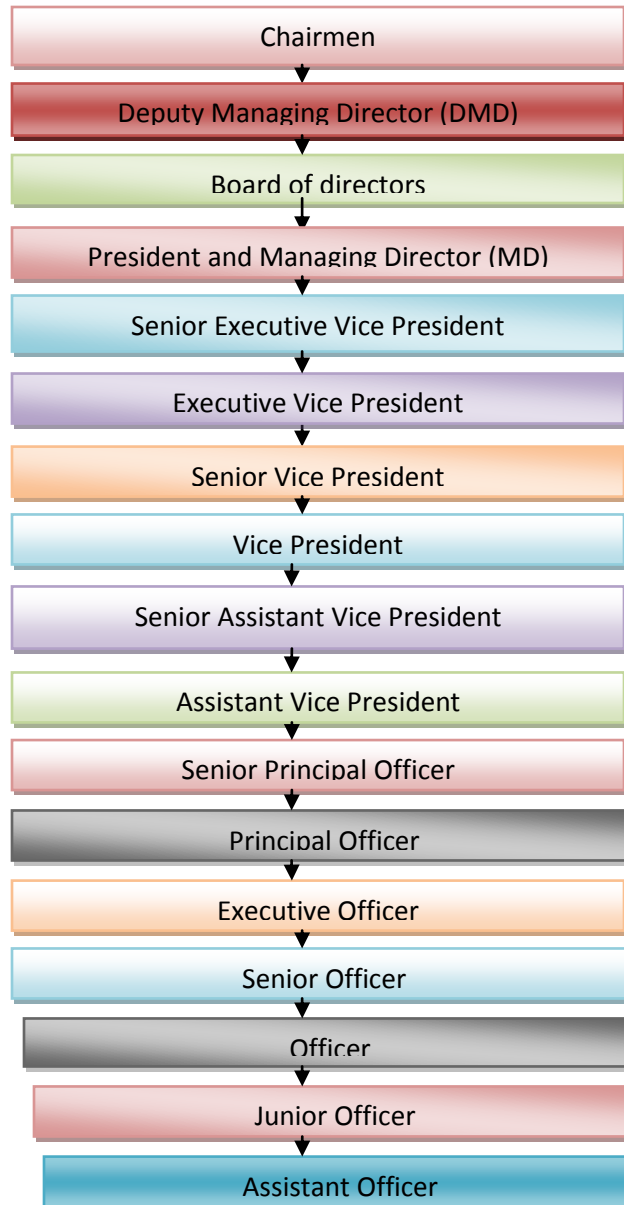 Chairmen
Deputy Managing Director (DMD)
Board of directors
President and Managing Director (MD)
Senior Executive Vice President
Executive Vice President
Senior Vice President
Vice President
Senior Assistant Vice President
Assistant Vice President
Senior Principal Officer
Principal Officer
Executive Officer
Senior Officer
Officer
Junior Officer
Assistant Officer